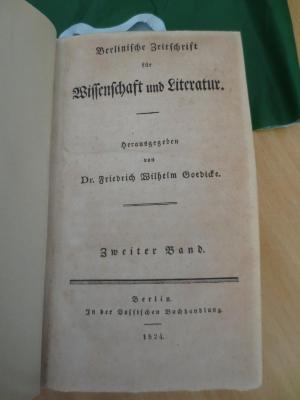 Berlinische Zeitschrift
für
Wissenschaft und Literatur.
Herausgegeben
von
Dr. Friedrich Wilhelm Goedicke.
Zweiter Band.
Berlin.
In der Vossischen Buchhandlung.
1824.